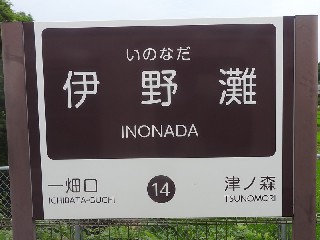 いのなだ
伊野灘
INONADA
一畑口
ICHIBATA-GUCHI
14
津ノ森
TSUNOMORI